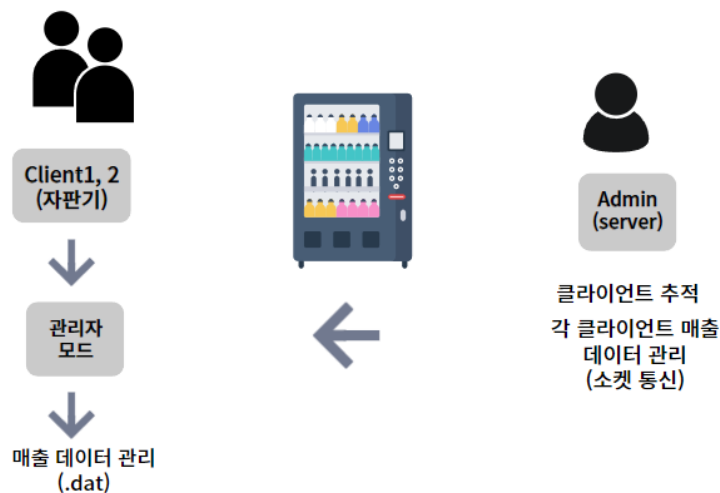 Client1, 2
(자판기)
관리자
모드
매출 데이터 관리
(.dat)
Admin
(server)
클라이언트 추적
각 클라이언트 매출
데이터 관리
(소켓 통신)